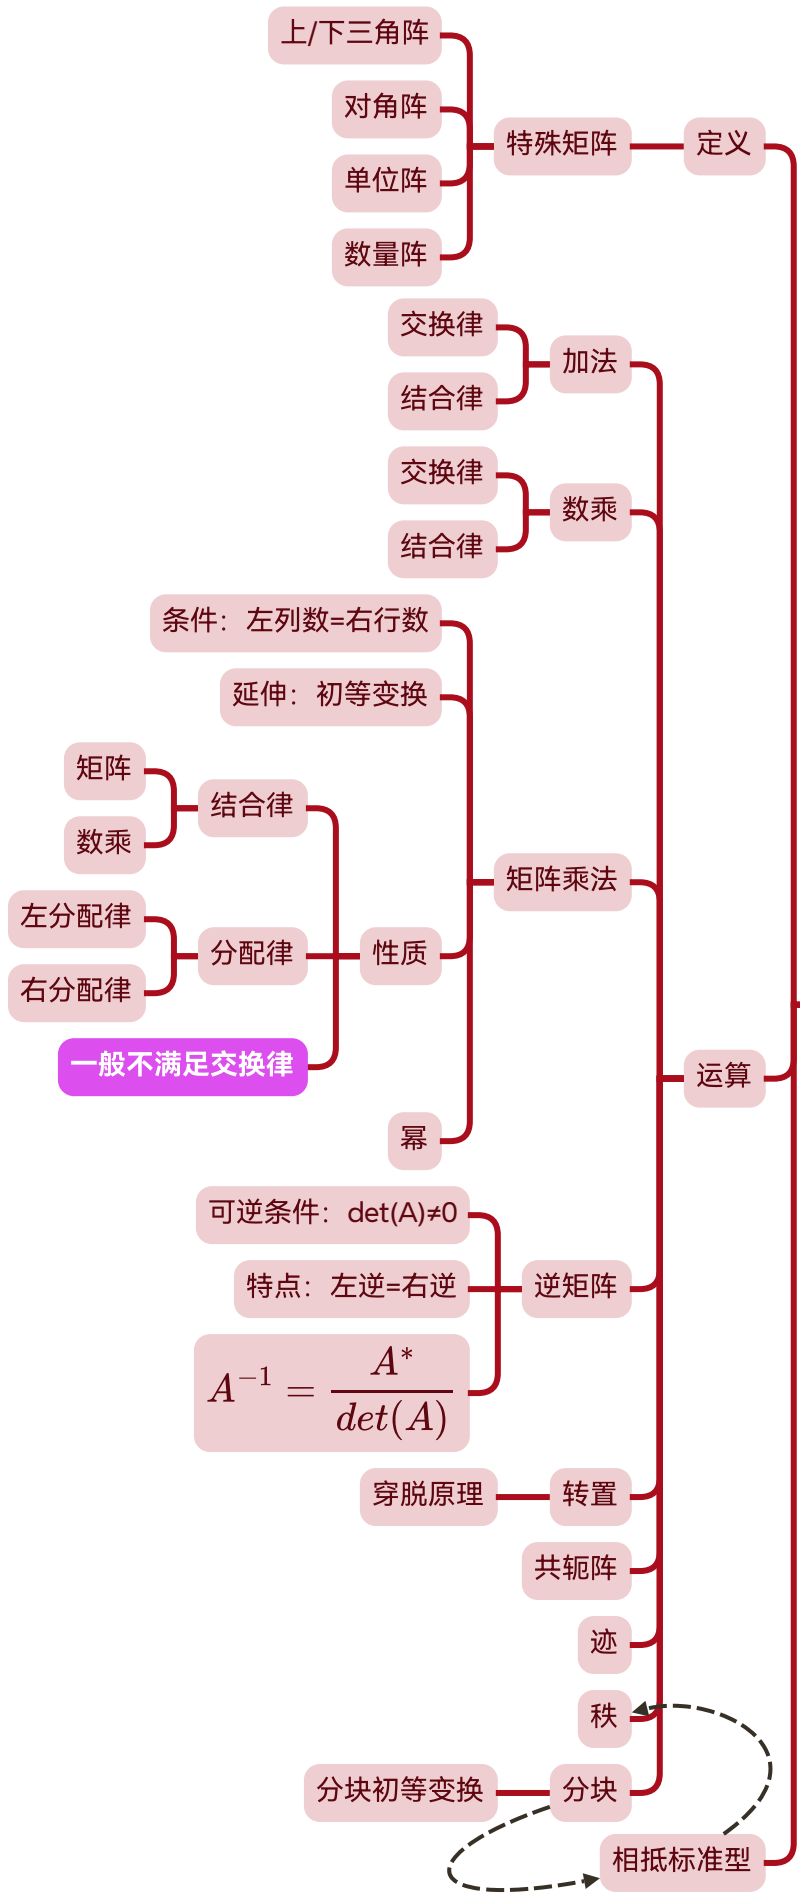 上/下三角阵
对角阵
特殊矩阵
定义
单位阵
数量阵
交换律
加法
结合律
交换律
数乘
结合律
条件：左列数=右行数
延伸：初等变换
矩阵
结合律
数乘
矩阵乘法
左分配律
分配律
性质
右分配律
一般不满足交换律
运算
幂
可逆条件：det(A)≠0
特点：左逆=右逆
逆矩阵
A^{-1} = \frac{A^*}{det(A)}
穿脱原理
转置
共轭阵
迹
秩
分块初等变换
分块
相抵标准型